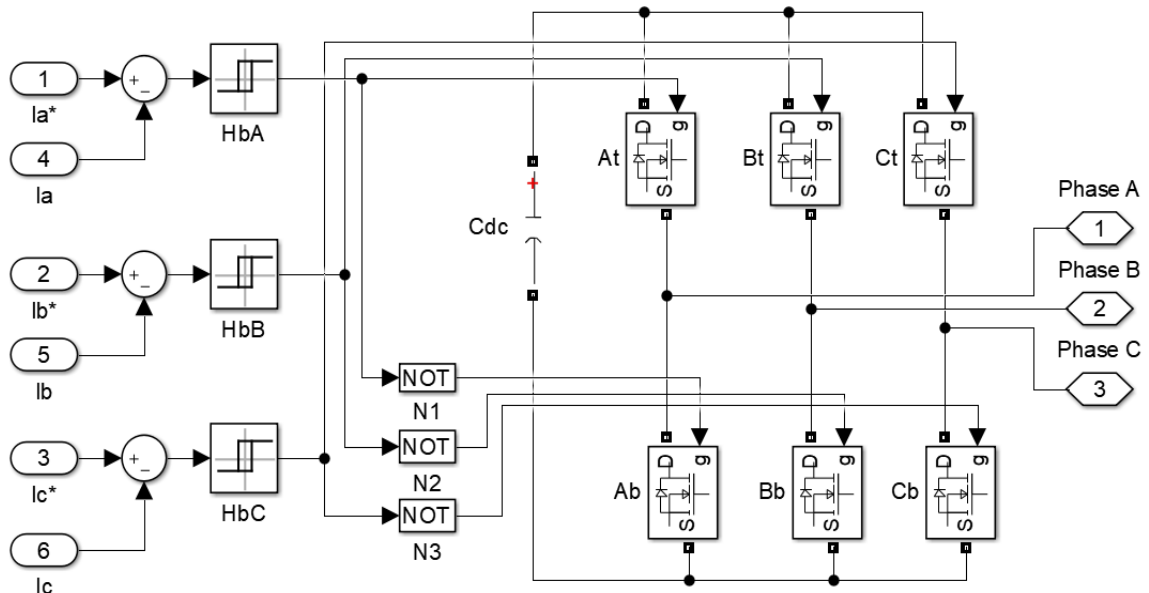 1
Ia*
4
Ia
+
−
HbA
2
Ib*
5
Ib
+
−
HbB
3
Ic*
6
Ic
+
−
HbC
NOT
N1
NOT
N2
NOT
N3
+
Cdc
At
D
g
S
Bt
D
g
S
Ct
D
g
S
Ab
D
g
S
Bb
D
g
S
Cb
D
g
S
Phase A
1
Phase B
2
Phase C
3